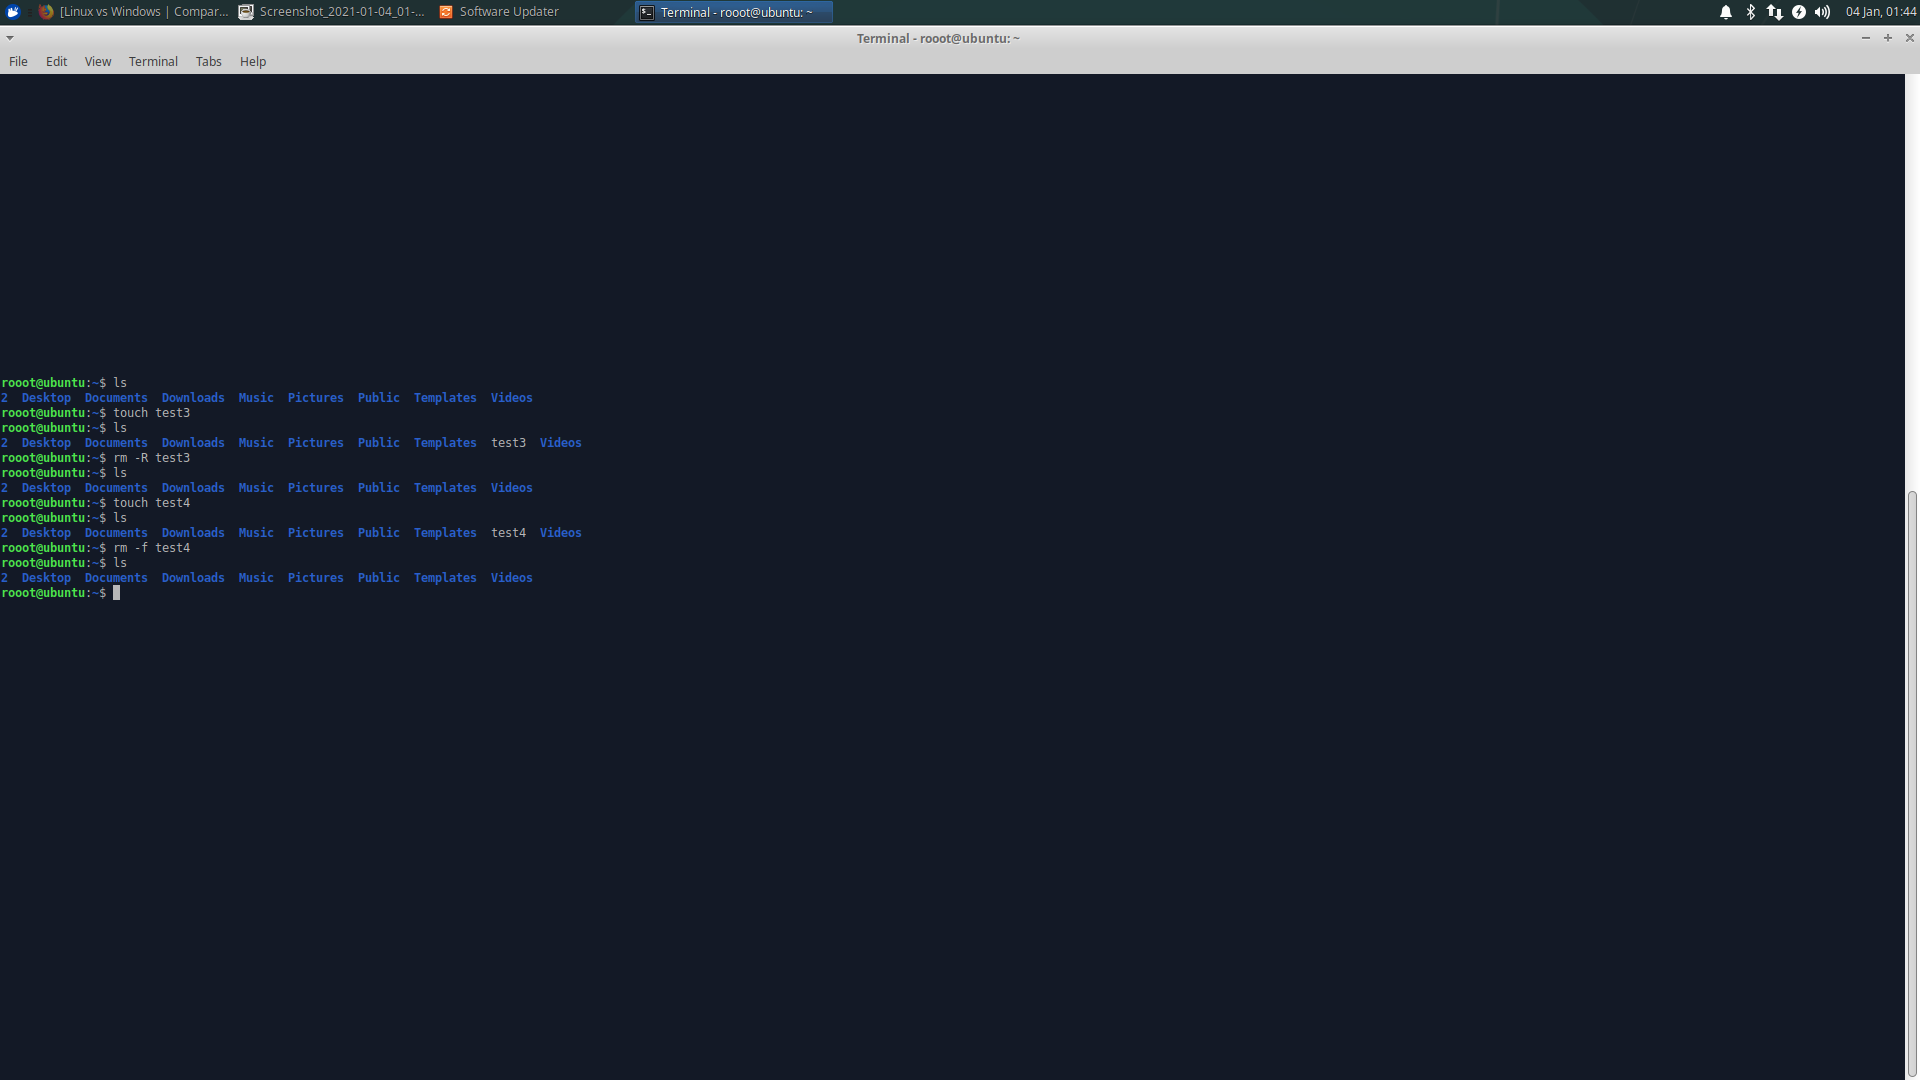 [Linux vs Windows | Compar... Screenshot_2021-01-04_01-... Software Updater Terminal - rooot@ubuntu: ~ 04 Jan, 01:44
Terminal - rooot@ubuntu: ~
File Edit View Terminal Tabs Help
rooot@ubuntu:~$ ls
2 Desktop Documents Downloads Music Pictures Public Templates Videos
rooot@ubuntu:~$ touch test3
rooot@ubuntu:~$ ls
2 Desktop Documents Downloads Music Pictures Public Templates test3 Videos
rooot@ubuntu:~$ rm -R test3
rooot@ubuntu:~$ ls
2 Desktop Documents Downloads Music Pictures Public Templates Videos
rooot@ubuntu:~$ touch test4
rooot@ubuntu:~$ ls
2 Desktop Documents Downloads Music Pictures Public Templates test4 Videos
rooot@ubuntu:~$ rm -f test4
rooot@ubuntu:~$ ls
2 Desktop Documents Downloads Music Pictures Public Templates Videos
rooot@ubuntu:~$